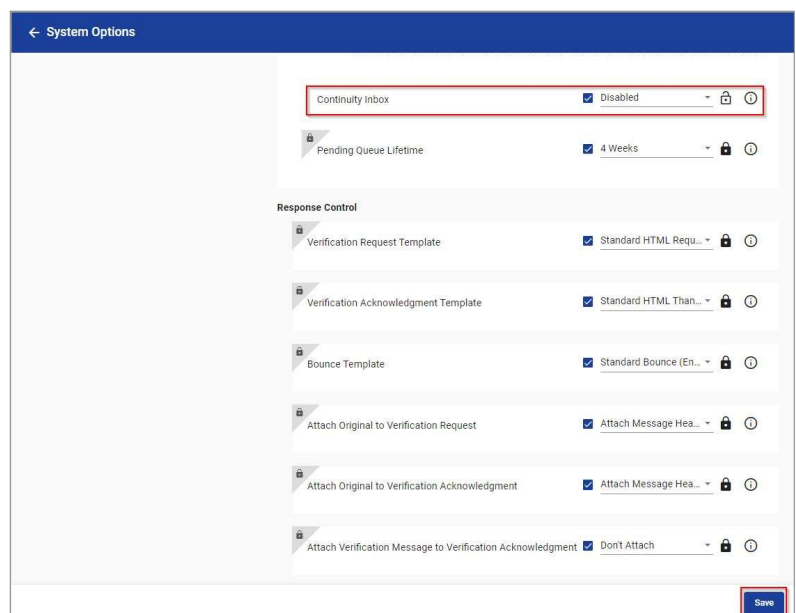 System Options
Continuity Inbox Disabled
Pending Queue Lifetime 4 Weeks
Response Control
Verification Request Template Standard HTML Requ...
Verification Acknowledgment Template Standard HTML Than...
Bounce Template Standard Bounce (En...
Attach Original to Verification Request Attach Message Hea...
Attach Original to Verification Acknowledgment Attach Message Hea...
Attach Verification Message to Verification Acknowledgment Don't Attach
Save